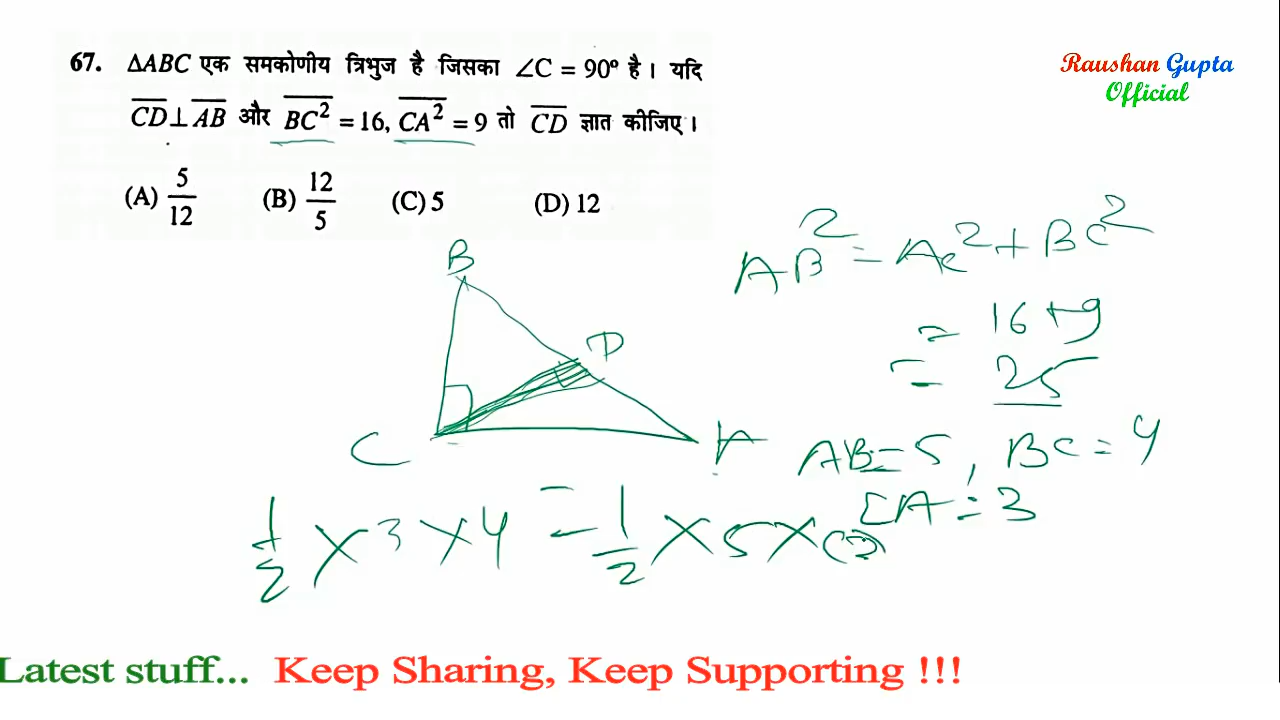 67. ΔABC एक समकोणीय त्रिभुज है जिसका ∠C = 90° है। यदि
CD ⊥ AB और BC² = 16, CA² = 9 तो CD ज्ञात कीजिए।
(A) 5/12 (B) 12/5 (C) 5 (D) 12
Raushan Gupta
Official
B
D
C
A
AB² = AC² + BC²
= 16 + 9
= 25
AB = 5, BC = 4
CA = 3
1/2 × 3 × 4 = 1/2 × 5 × CD
Latest stuff... Keep Sharing, Keep Supporting !!!